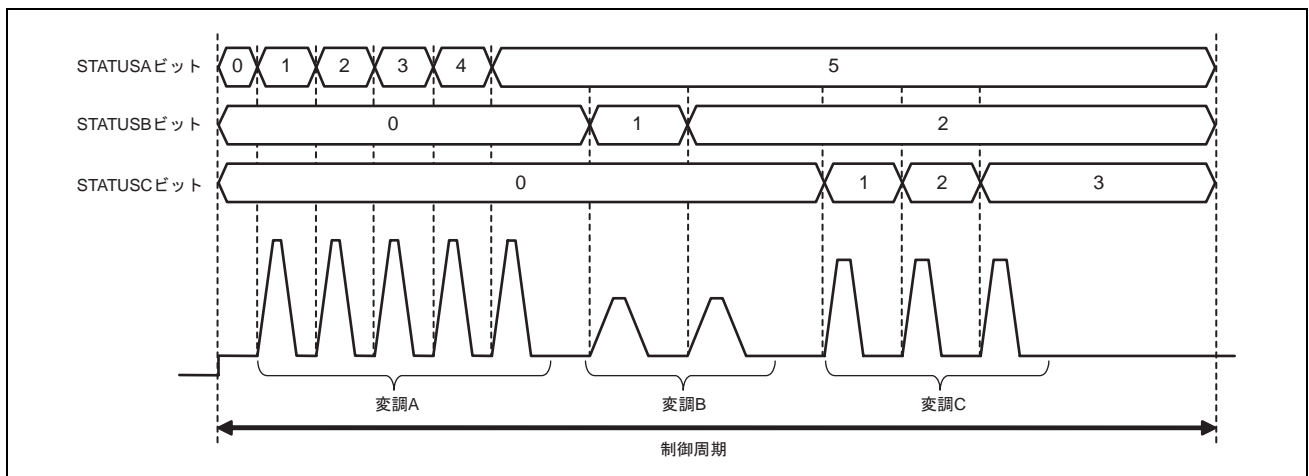 STATUSAビット 0 1 2 3 4 5
STATUSBビット 0 1 2
STATUSCビット 0 1 2 3
変調A 変調B 変調C
制御周期